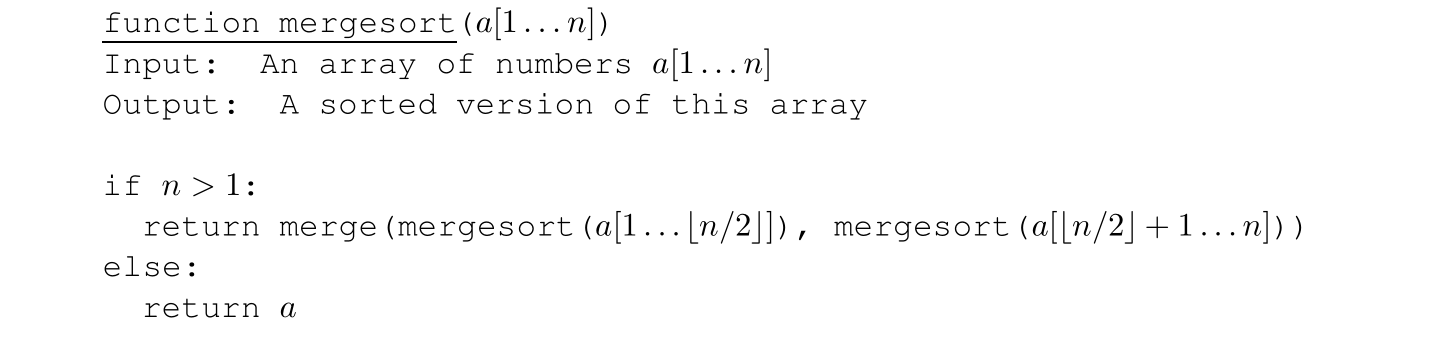 function mergesort(a[1...n])
Input: An array of numbers a[1...n]
Output: A sorted version of this array
if n > 1:
return merge(mergesort(a[1...⌊n/2⌋]), mergesort(a[⌊n/2⌋ + 1...n]))
else:
return a